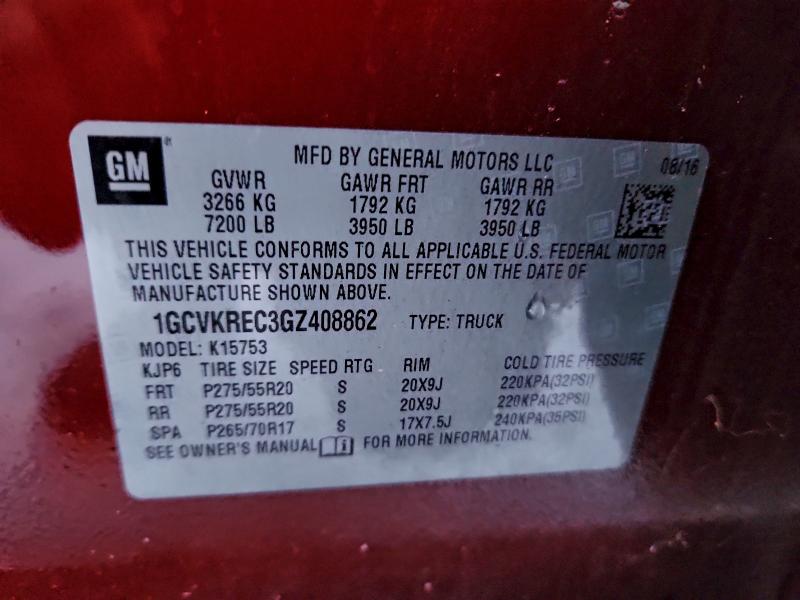 GM
MFD BY GENERAL MOTORS LLC 08/16
GVWR GAWR FRT GAWR RR
3266 KG 1792 KG 1792 KG
7200 LB 3950 LB 3950 LB
THIS VEHICLE CONFORMS TO ALL APPLICABLE U.S. FEDERAL MOTOR
VEHICLE SAFETY STANDARDS IN EFFECT ON THE DATE OF
MANUFACTURE SHOWN ABOVE.
1GCVKREC3GZ408862 TYPE: TRUCK
MODEL: K15753
KJP6 TIRE SIZE SPEED RTG RIM COLD TIRE PRESSURE
FRT P275/55R20 S 20X9J 220KPA(32PSI)
RR P275/55R20 S 20X9J 220KPA(32PSI)
SPA P265/70R17 S 17X7.5J 240KPA(35PSI)
SEE OWNER'S MANUAL i FOR MORE INFORMATION.